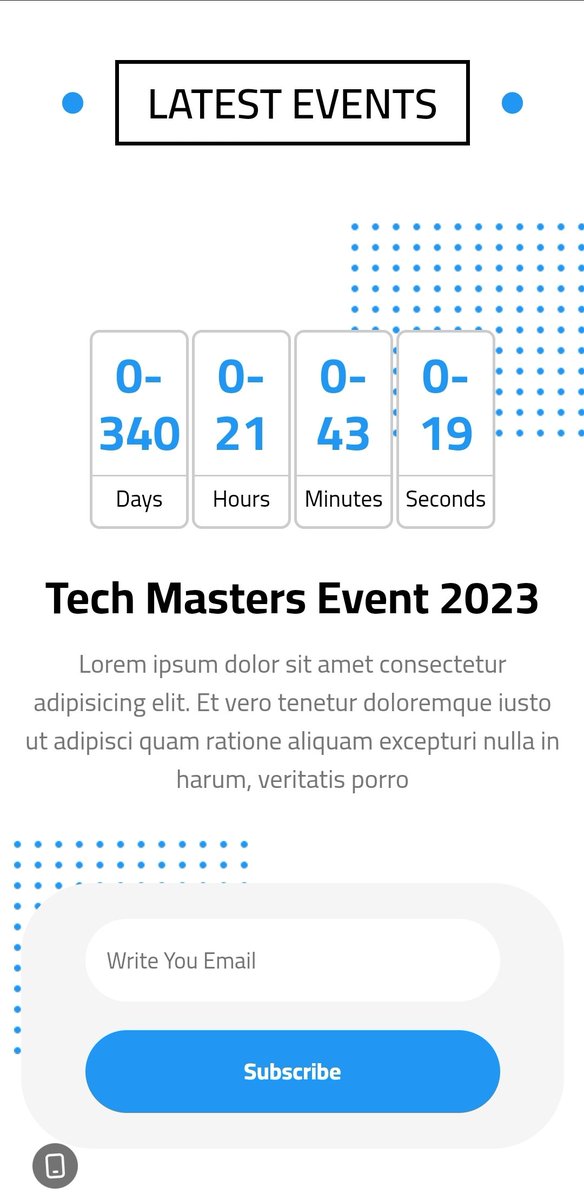 LATEST EVENTS
0-
340
Days
0-
21
Hours
0-
43
Minutes
0-
19
Seconds
Tech Masters Event 2023
Lorem ipsum dolor sit amet consectetur
adipisicing elit. Et vero tenetur doloremque iusto
ut adipisci quam ratione aliquam excepturi nulla in
harum, veritatis porro
Write You Email
Subscribe